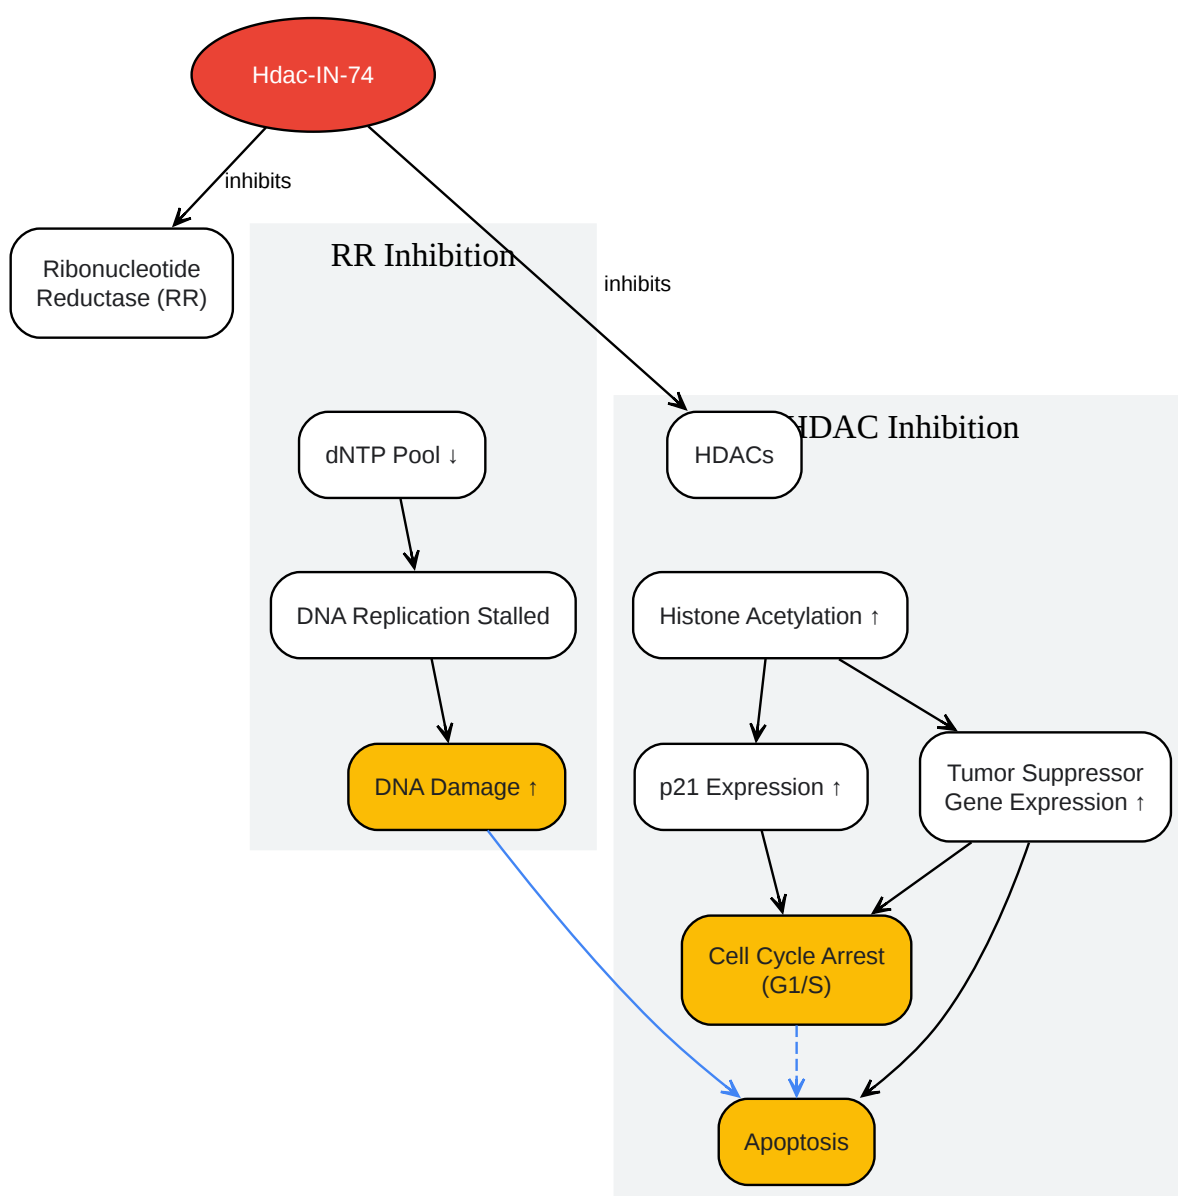 Hdac-IN-74
inhibits
Ribonucleotide
Reductase (RR)
RR Inhibition
inhibits
HDAC Inhibition
dNTP Pool ↓
HDACs
DNA Replication Stalled
Histone Acetylation ↑
DNA Damage ↑
p21 Expression ↑
Tumor Suppressor
Gene Expression ↑
Cell Cycle Arrest
(G1/S)
Apoptosis